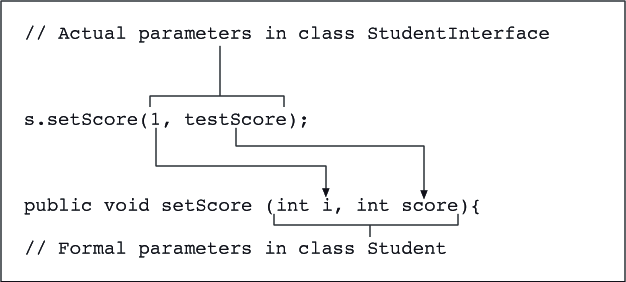 // Actual parameters in class StudentInterface
s.setScore(1, testScore);
public void setScore (int i, int score){
// Formal parameters in class Student